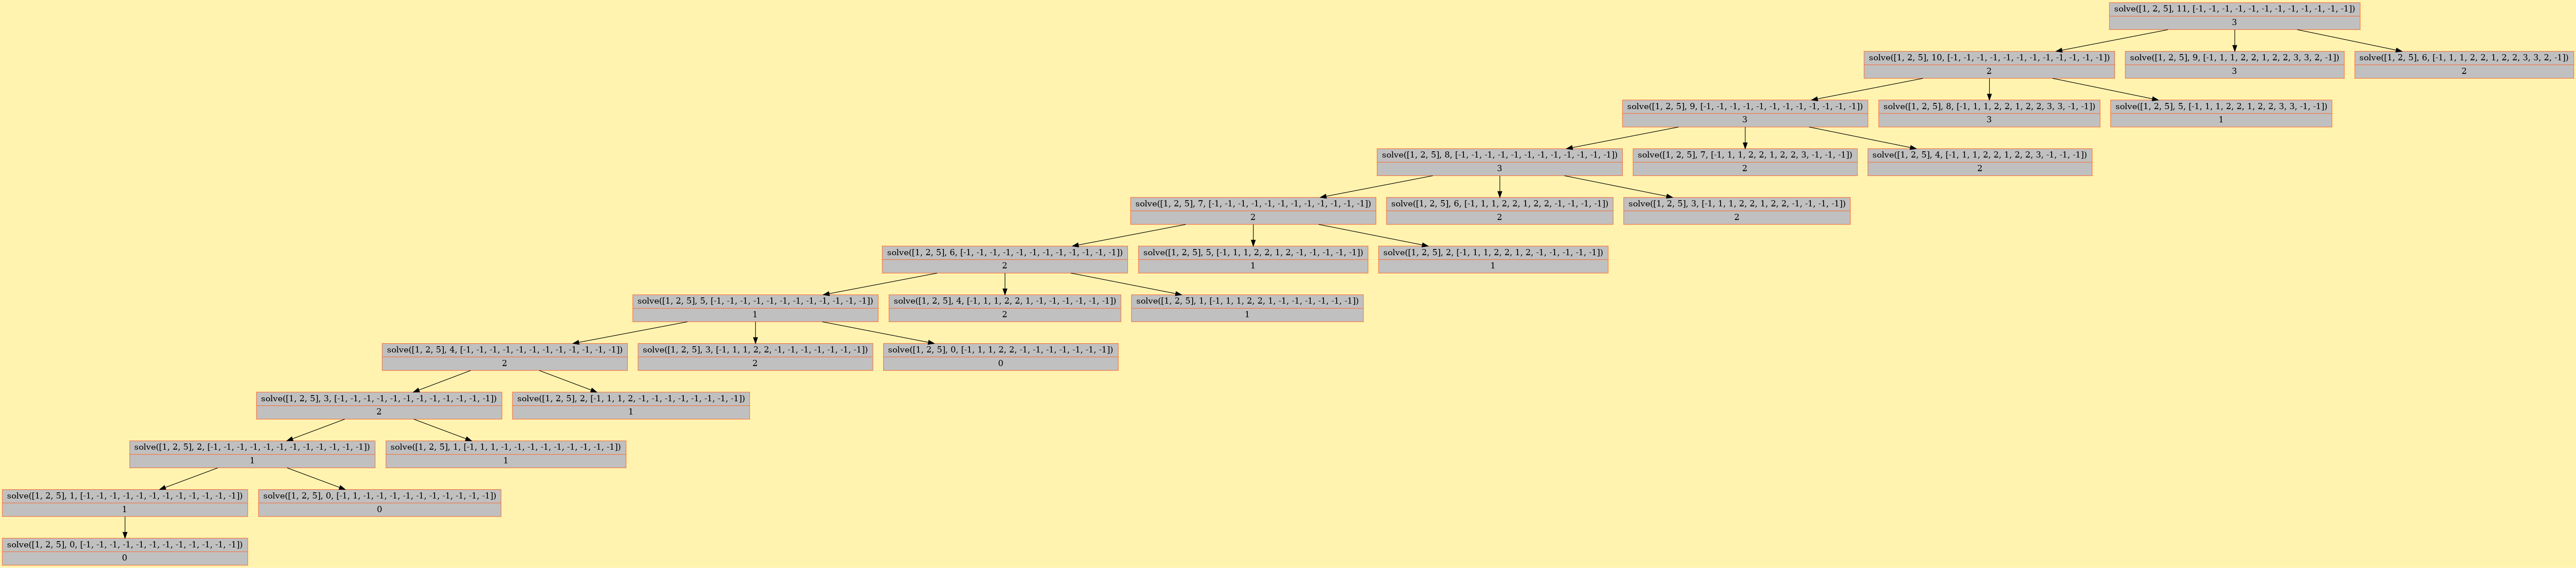 solve([1, 2, 5], 11, [-1, -1, -1, -1, -1, -1, -1, -1, -1, -1, -1, -1])
3
solve([1, 2, 5], 10, [-1, -1, -1, -1, -1, -1, -1, -1, -1, -1, -1, -1])
2
solve([1, 2, 5], 9, [-1, 1, 1, 2, 2, 1, 2, 2, 3, 3, 2, -1])
3
solve([1, 2, 5], 6, [-1, 1, 1, 2, 2, 1, 2, 2, 3, 3, 2, -1])
2
solve([1, 2, 5], 9, [-1, -1, -1, -1, -1, -1, -1, -1, -1, -1, -1, -1])
3
solve([1, 2, 5], 8, [-1, 1, 1, 2, 2, 1, 2, 2, 3, 3, -1, -1])
3
solve([1, 2, 5], 5, [-1, 1, 1, 2, 2, 1, 2, 2, 3, 3, -1, -1])
1
solve([1, 2, 5], 8, [-1, -1, -1, -1, -1, -1, -1, -1, -1, -1, -1, -1])
3
solve([1, 2, 5], 7, [-1, 1, 1, 2, 2, 1, 2, 2, 3, -1, -1, -1])
2
solve([1, 2, 5], 4, [-1, 1, 1, 2, 2, 1, 2, 2, 3, -1, -1, -1])
2
solve([1, 2, 5], 7, [-1, -1, -1, -1, -1, -1, -1, -1, -1, -1, -1, -1])
2
solve([1, 2, 5], 6, [-1, 1, 1, 2, 2, 1, 2, 2, -1, -1, -1, -1])
2
solve([1, 2, 5], 3, [-1, 1, 1, 2, 2, 1, 2, 2, -1, -1, -1, -1])
2
solve([1, 2, 5], 6, [-1, -1, -1, -1, -1, -1, -1, -1, -1, -1, -1, -1])
2
solve([1, 2, 5], 5, [-1, 1, 1, 2, 2, 1, 2, -1, -1, -1, -1, -1])
1
solve([1, 2, 5], 2, [-1, 1, 1, 2, 2, 1, 2, -1, -1, -1, -1, -1])
1
solve([1, 2, 5], 5, [-1, -1, -1, -1, -1, -1, -1, -1, -1, -1, -1, -1])
1
solve([1, 2, 5], 4, [-1, 1, 1, 2, 2, 1, -1, -1, -1, -1, -1, -1])
2
solve([1, 2, 5], 1, [-1, 1, 1, 2, 2, 1, -1, -1, -1, -1, -1, -1])
1
solve([1, 2, 5], 4, [-1, -1, -1, -1, -1, -1, -1, -1, -1, -1, -1, -1])
2
solve([1, 2, 5], 3, [-1, 1, 1, 2, 2, -1, -1, -1, -1, -1, -1, -1])
2
solve([1, 2, 5], 0, [-1, 1, 1, 2, 2, -1, -1, -1, -1, -1, -1, -1])
0
solve([1, 2, 5], 3, [-1, -1, -1, -1, -1, -1, -1, -1, -1, -1, -1, -1])
2
solve([1, 2, 5], 2, [-1, 1, 1, 2, -1, -1, -1, -1, -1, -1, -1, -1])
1
solve([1, 2, 5], 2, [-1, -1, -1, -1, -1, -1, -1, -1, -1, -1, -1, -1])
1
solve([1, 2, 5], 1, [-1, 1, 1, -1, -1, -1, -1, -1, -1, -1, -1, -1])
1
solve([1, 2, 5], 1, [-1, -1, -1, -1, -1, -1, -1, -1, -1, -1, -1, -1])
1
solve([1, 2, 5], 0, [-1, 1, -1, -1, -1, -1, -1, -1, -1, -1, -1, -1])
0
solve([1, 2, 5], 0, [-1, -1, -1, -1, -1, -1, -1, -1, -1, -1, -1, -1])
0